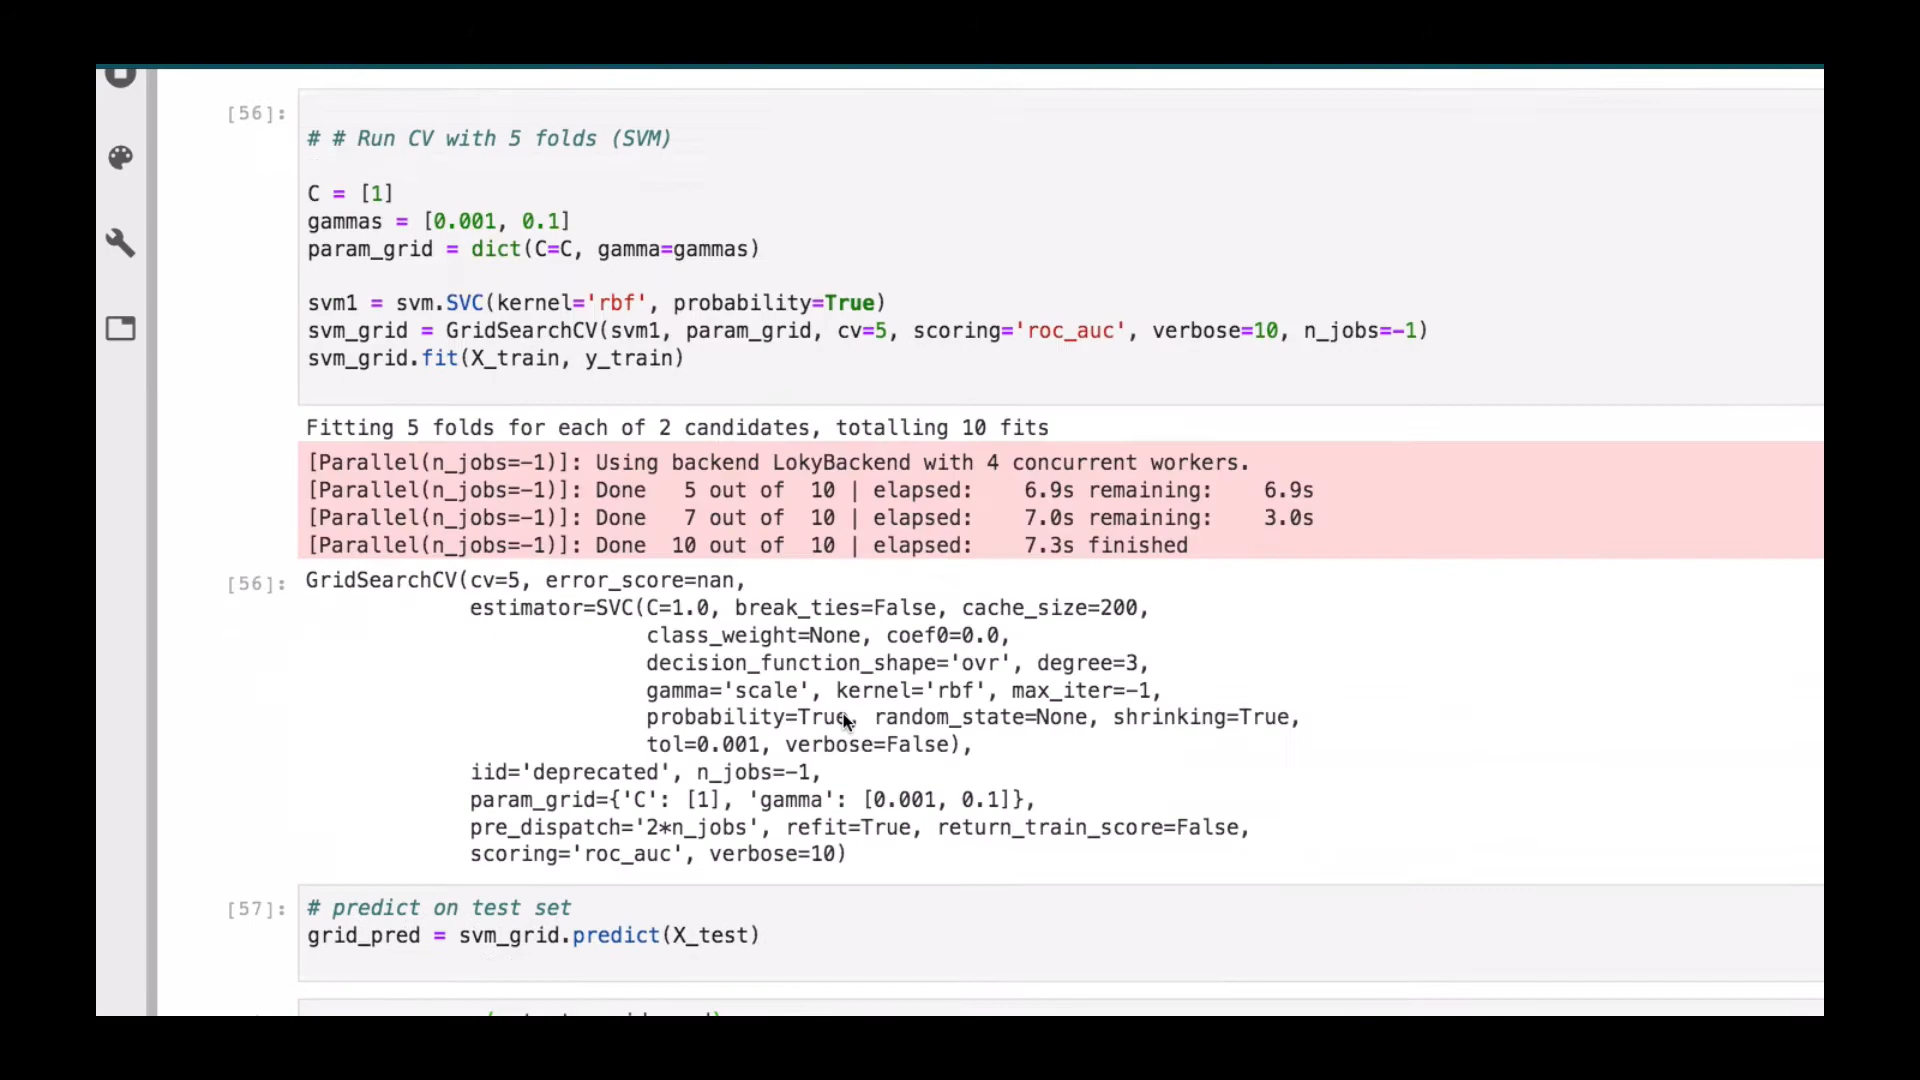 [56]:
# # Run CV with 5 folds (SVM)
C = [1]
gammas = [0.001, 0.1]
param_grid = dict(C=C, gamma=gammas)
svm1 = svm.SVC(kernel='rbf', probability=True)
svm_grid = GridSearchCV(svm1, param_grid, cv=5, scoring='roc_auc', verbose=10, n_jobs=-1)
svm_grid.fit(X_train, y_train)
Fitting 5 folds for each of 2 candidates, totalling 10 fits
[Parallel(n_jobs=-1)]: Using backend LokyBackend with 4 concurrent workers.
[Parallel(n_jobs=-1)]: Done   5 out of  10 | elapsed:    6.9s remaining:    6.9s
[Parallel(n_jobs=-1)]: Done   7 out of  10 | elapsed:    7.0s remaining:    3.0s
[Parallel(n_jobs=-1)]: Done  10 out of  10 | elapsed:    7.3s finished
[56]: GridSearchCV(cv=5, error_score=nan,
estimator=SVC(C=1.0, break_ties=False, cache_size=200,
class_weight=None, coef0=0.0,
decision_function_shape='ovr', degree=3,
gamma='scale', kernel='rbf', max_iter=-1,
probability=True, random_state=None, shrinking=True,
tol=0.001, verbose=False),
iid='deprecated', n_jobs=-1,
param_grid={'C': [1], 'gamma': [0.001, 0.1]},
pre_dispatch='2*n_jobs', refit=True, return_train_score=False,
scoring='roc_auc', verbose=10)
[57]: # predict on test set
grid_pred = svm_grid.predict(X_test)